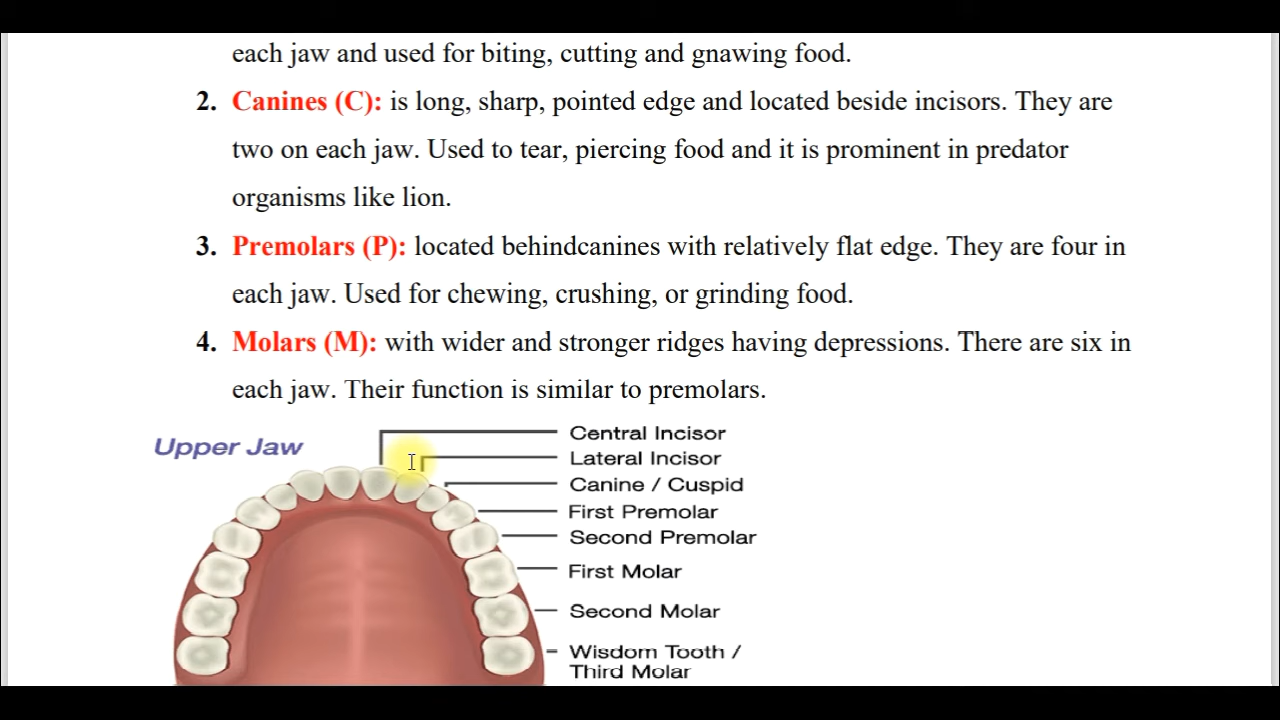 each jaw and used for biting, cutting and gnawing food.
2. Canines (C): is long, sharp, pointed edge and located beside incisors. They are
two on each jaw. Used to tear, piercing food and it is prominent in predator
organisms like lion.
3. Premolars (P): located behindcanines with relatively flat edge. They are four in
each jaw. Used for chewing, crushing, or grinding food.
4. Molars (M): with wider and stronger ridges having depressions. There are six in
each jaw. Their function is similar to premolars.
Upper Jaw
Central Incisor
Lateral Incisor
Canine / Cuspid
First Premolar
Second Premolar
First Molar
Second Molar
Wisdom Tooth /
Third Molar